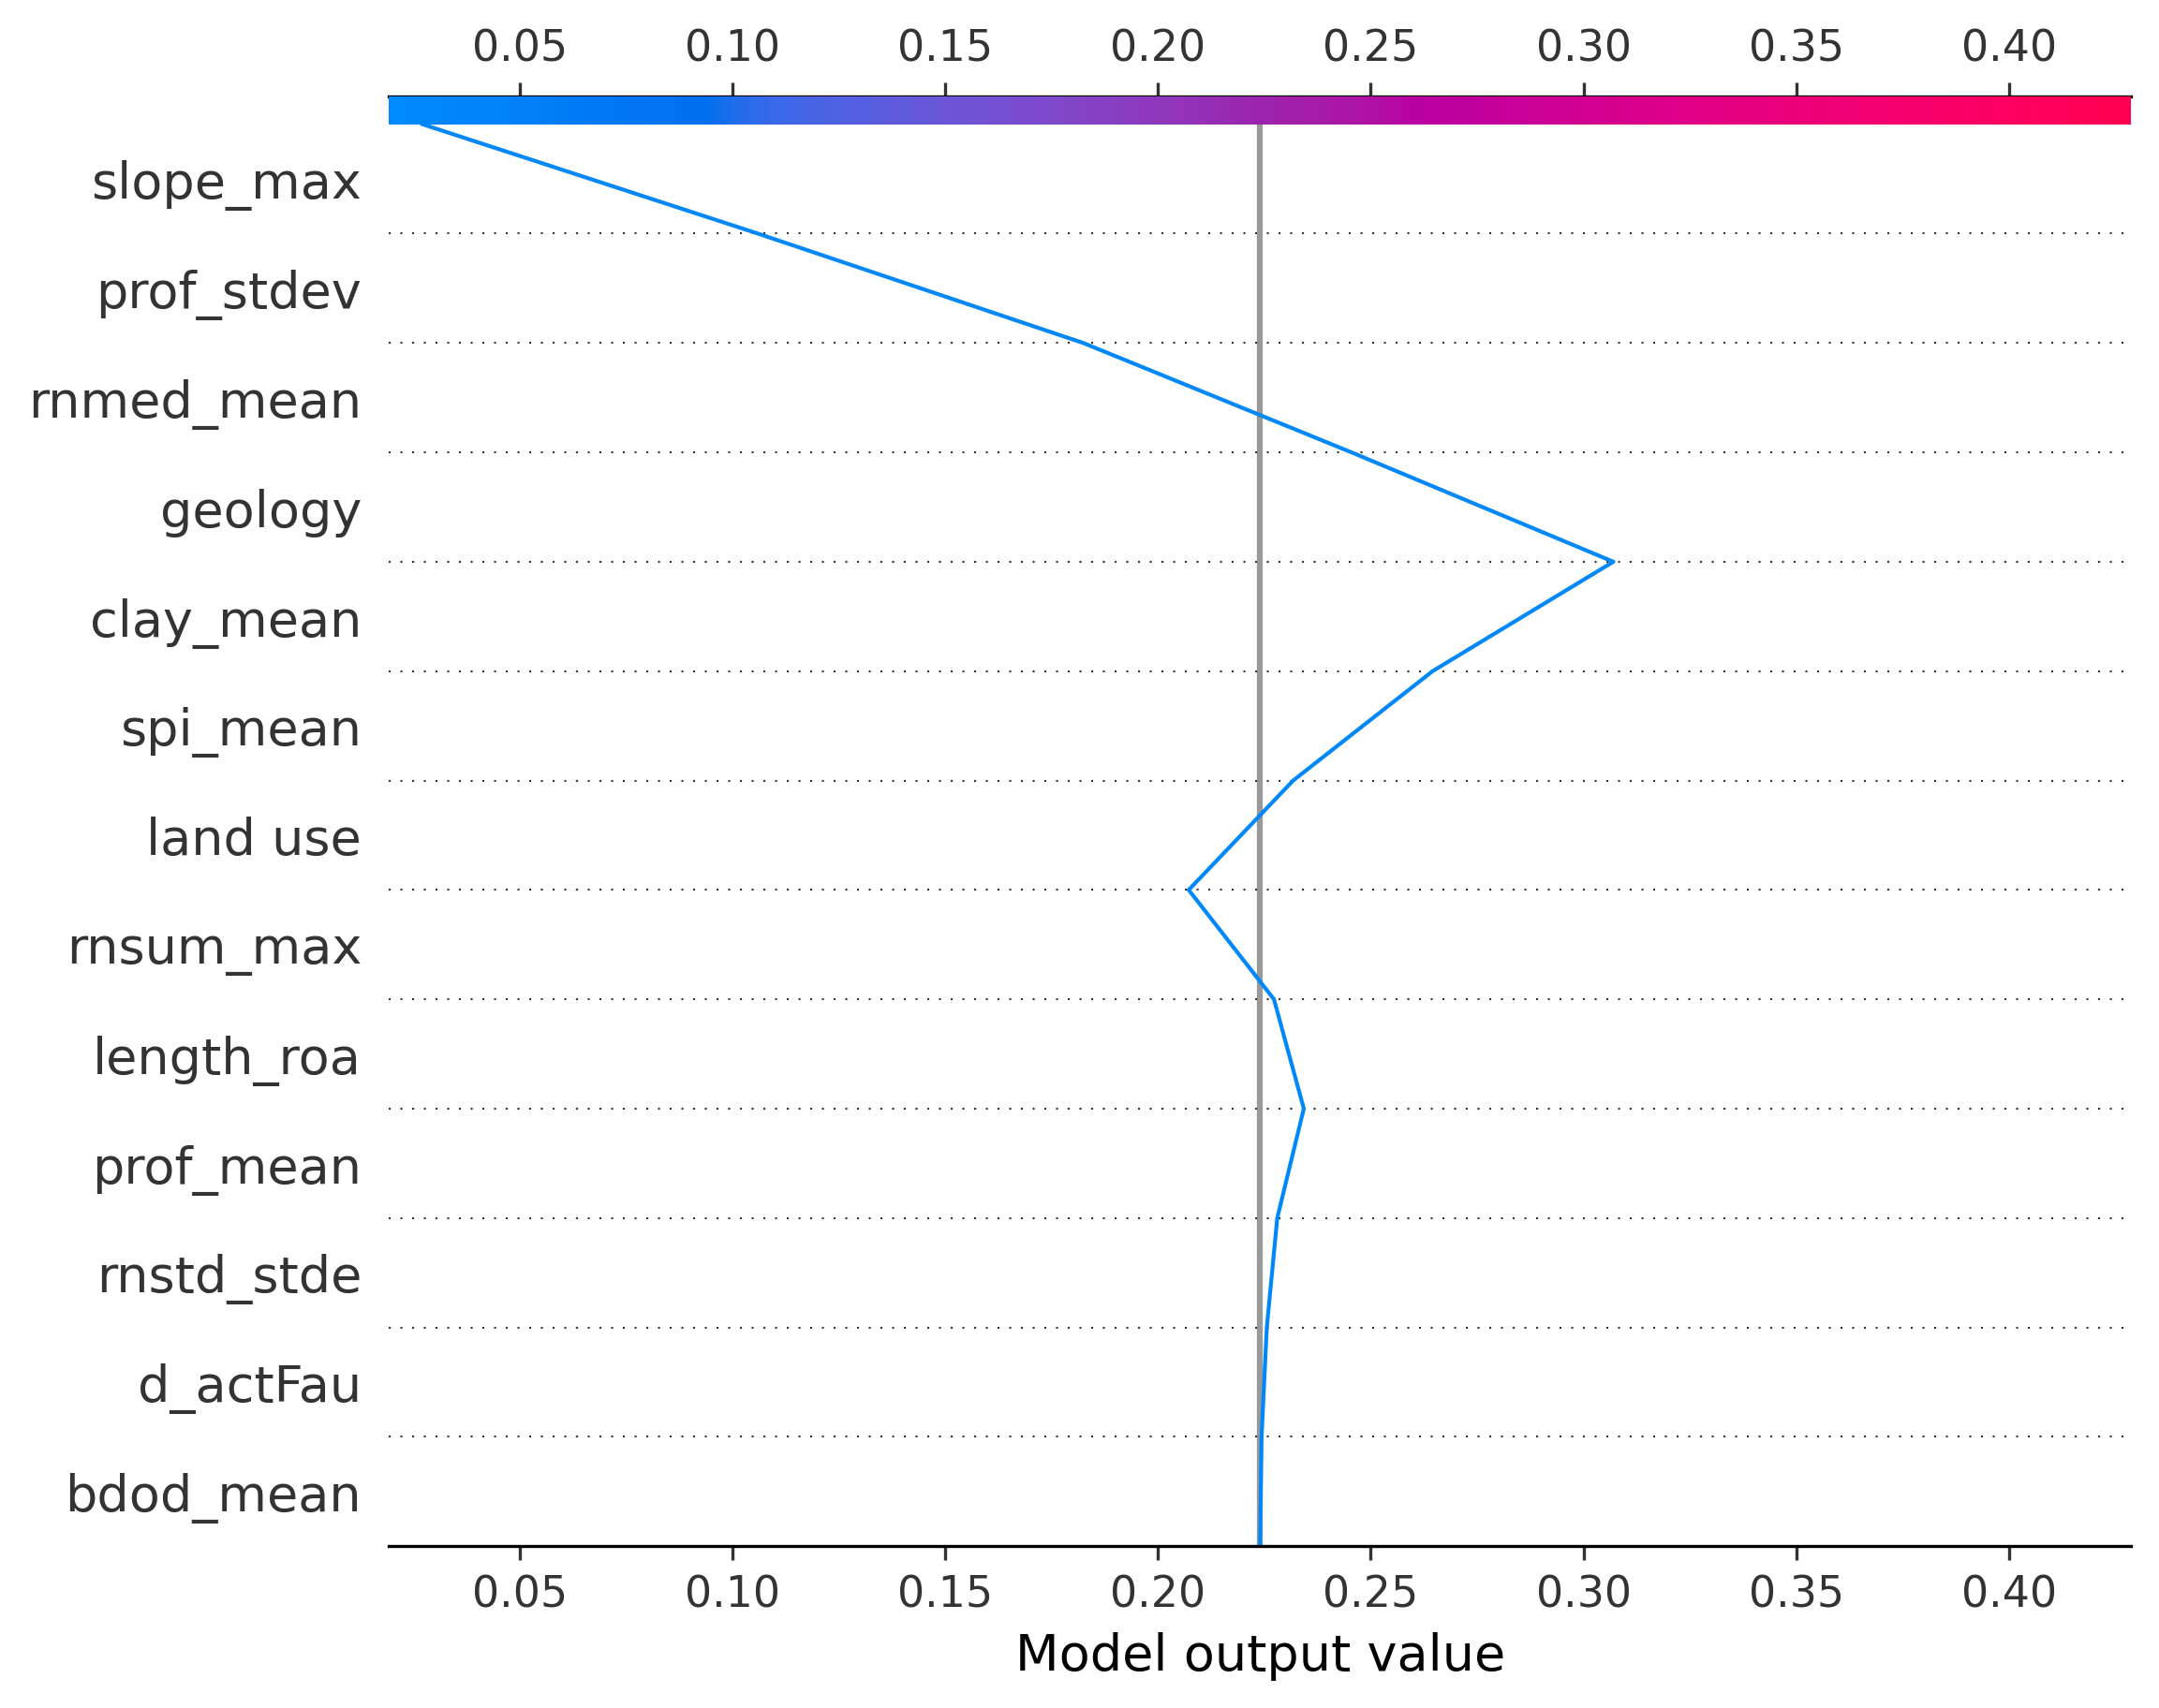 0.05 0.10 0.15 0.20 0.25 0.30 0.35 0.40
slope_max
prof_stdev
rnmed_mean
geology
clay_mean
spi_mean
land use
rnsum_max
length_roa
prof_mean
rnstd_stde
d_actFau
bdod_mean
0.05 0.10 0.15 0.20 0.25 0.30 0.35 0.40
Model output value